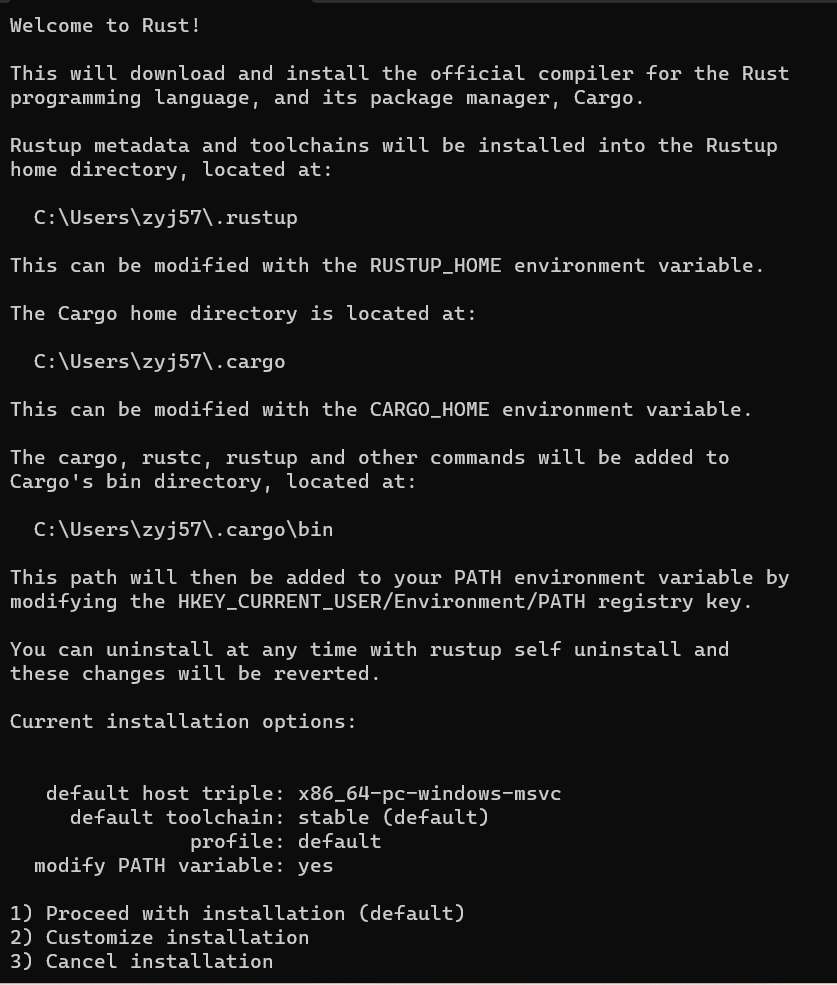 Welcome to Rust!
This will download and install the official compiler for the Rust
programming language, and its package manager, Cargo.
Rustup metadata and toolchains will be installed into the Rustup
home directory, located at:
C:\Users\zyj57\.rustup
This can be modified with the RUSTUP_HOME environment variable.
The Cargo home directory is located at:
C:\Users\zyj57\.cargo
This can be modified with the CARGO_HOME environment variable.
The cargo, rustc, rustup and other commands will be added to
Cargo's bin directory, located at:
C:\Users\zyj57\.cargo\bin
This path will then be added to your PATH environment variable by
modifying the HKEY_CURRENT_USER/Environment/PATH registry key.
You can uninstall at any time with rustup self uninstall and
these changes will be reverted.
Current installation options:
default host triple: x86_64-pc-windows-msvc
default toolchain: stable (default)
profile: default
modify PATH variable: yes
1) Proceed with installation (default)
2) Customize installation
3) Cancel installation